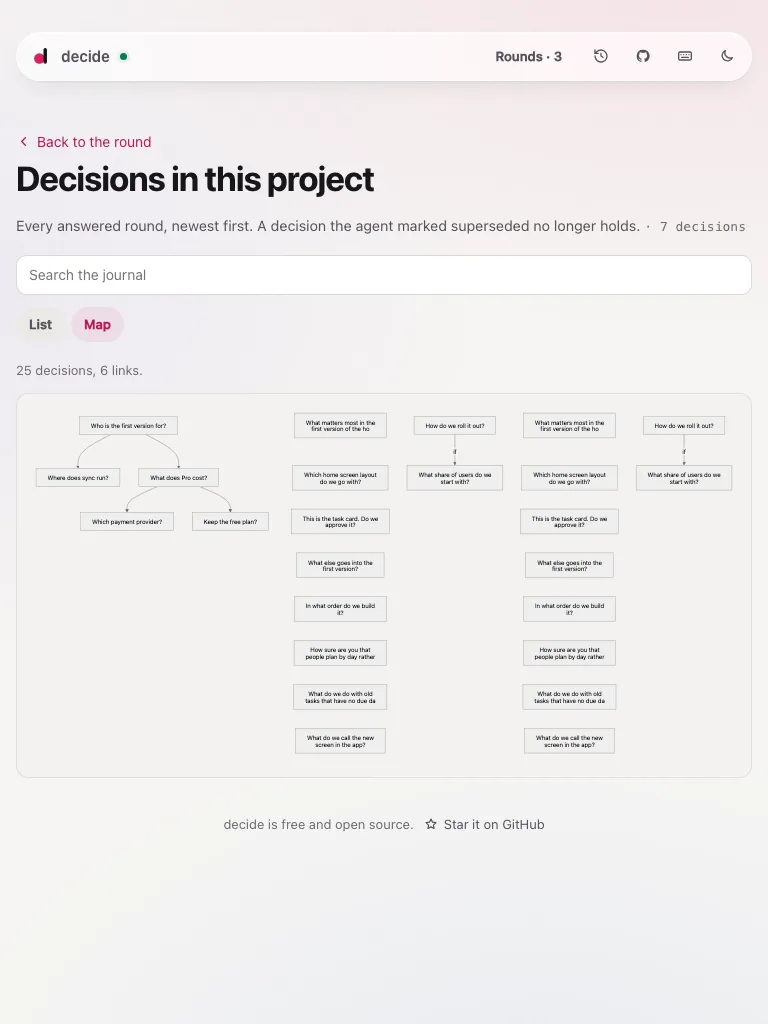 decide
Rounds · 3
Back to the round
Decisions in this project
Every answered round, newest first. A decision the agent marked superseded no longer holds. · 7 decisions
Search the journal
List
Map
25 decisions, 6 links.
Who is the first version for?
Where does sync run?
What does Pro cost?
Which payment provider?
Keep the free plan?
What matters most in the
first version of the ho
Which home screen layout
do we go with?
This is the task card. Do we
approve it?
What else goes into the
first version?
In what order do we build
it?
How sure are you that
people plan by day rather
What do we do with old
tasks that have no due da
What do we call the new
screen in the app?
How do we roll it out?
if
What share of users do we
start with?
What matters most in the
first version of the ho
Which home screen layout
do we go with?
This is the task card. Do we
approve it?
What else goes into the
first version?
In what order do we build
it?
How sure are you that
people plan by day rather
What do we do with old
tasks that have no due da
What do we call the new
screen in the app?
How do we roll it out?
if
What share of users do we
start with?
decide is free and open source.
Star it on GitHub